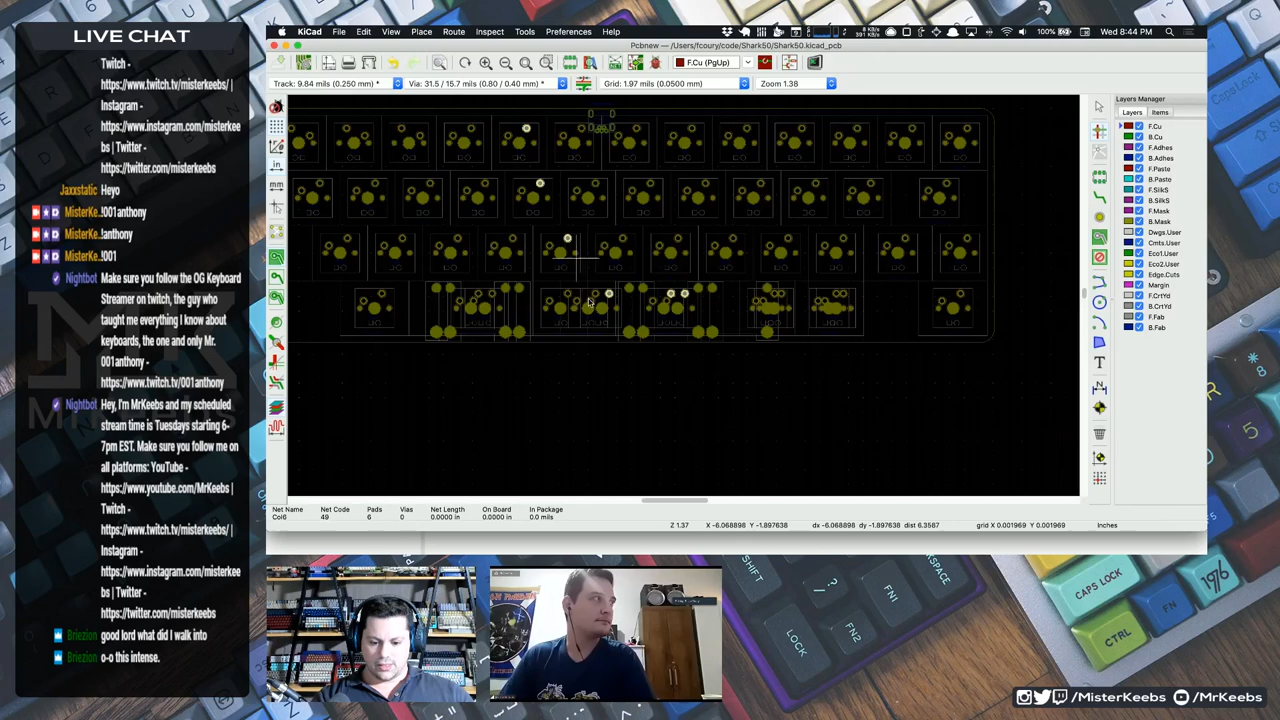 LIVE CHAT
Twitch -
https://www.twitch.tv/misterkeebs/ |
Instagram -
https://www.instagram.com/misterkee
bs | Twitter -
https://twitter.com/misterkeebs
Jaxxstatic Heyo
MisterKe.. !001anthony
MisterKe.. !anthony
MisterKe.. !001
Nightbot Make sure you follow the OG Keyboard
Streamer on twitch, the guy who
taught me everything I know about
keyboards, the one and only Mr.
001anthony -
https://www.twitch.tv/001anthony
Nightbot Hey, I'm MrKeebs and my scheduled
stream time is Tuesdays starting 6-
7pm EST. Make sure you follow me on
all platforms: YouTube -
https://www.youtube.com/MrKeebs |
Twitch -
https://www.twitch.tv/misterkeebs/ |
Instagram -
https://www.instagram.com/misterkee
bs | Twitter -
https://twitter.com/misterkeebs
Briezion good lord what did I walk into
Briezion o-o this intense.
KiCad File Edit View Place Route Inspect Tools Preferences Help
100% Wed 8:44 PM
Pcbnew — /Users/fcoury/code/Shark50/Shark50.kicad_pcb
F.Cu (PgUp)
Track: 9.84 mils (0.250 mm) *
Via: 31.5 / 15.7 mils (0.80 / 0.40 mm) *
Grid: 1.97 mils (0.0500 mm)
Zoom 1.38
in
mm
Layers Manager
Layers Items
F.Cu
B.Cu
F.Adhes
B.Adhes
F.Paste
B.Paste
F.SilkS
B.SilkS
F.Mask
B.Mask
Dwgs.User
Cmts.User
Eco1.User
Eco2.User
Edge.Cuts
Margin
F.CrtYd
B.CrtYd
F.Fab
B.Fab
Net Name Net Code Pads Vias Net Length On Board In Package
Col6 49 6 0 0.0000 in 0.0000 in 0.0 mils
Z 1.37 X -6.068898 Y -1.897638 dx -6.068898 dy -1.897638 dist 6.3587 grid X 0.001969 Y 0.001969 Inches
SHIFT
?
/
FN1
LOCK
FN2
SPACE
CAPS LOCK
CTRL
FN
/MisterKeebs /MrKeebs